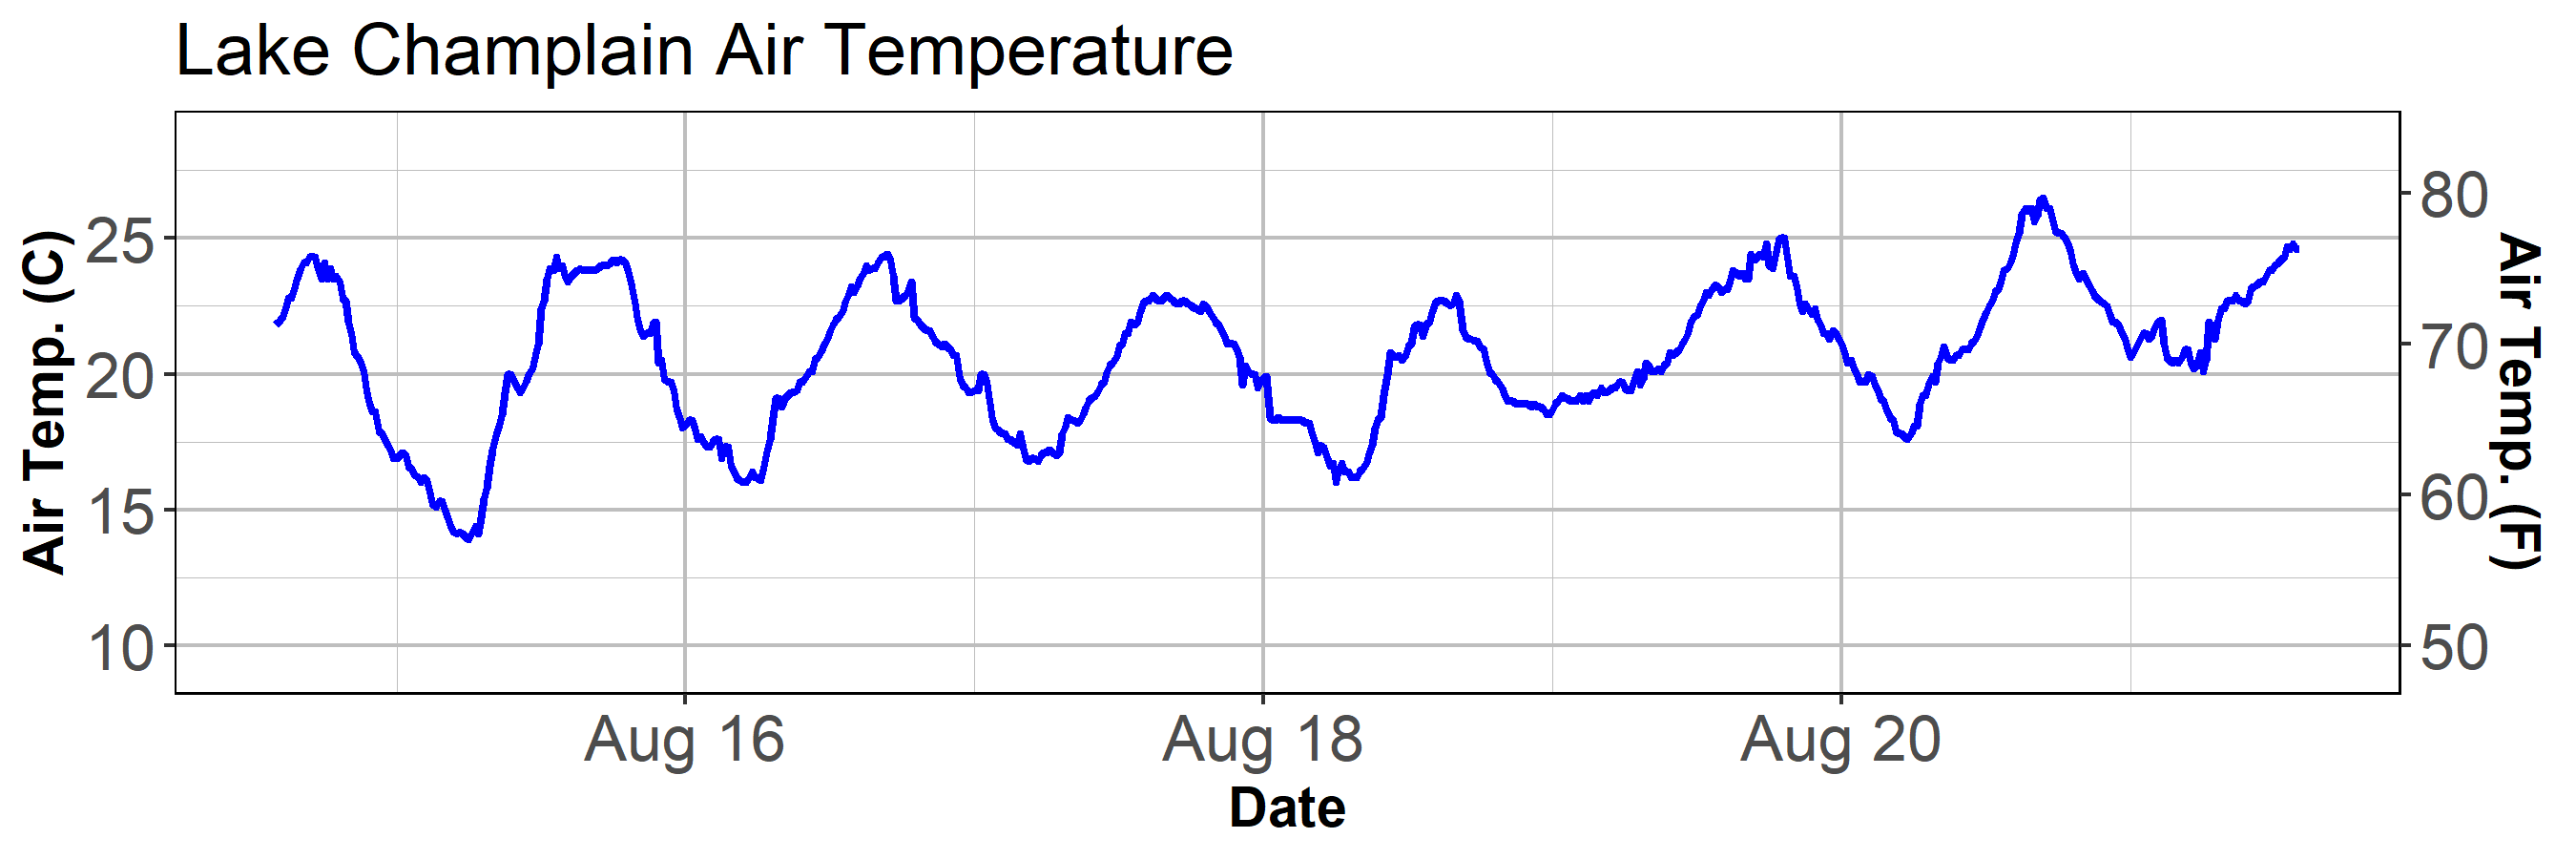 Lake Champlain Air Temperature
Air Temp. (C)
25
20
15
10
80
70
60
50
Air Temp. (F)
Aug 16
Aug 18
Aug 20
Date